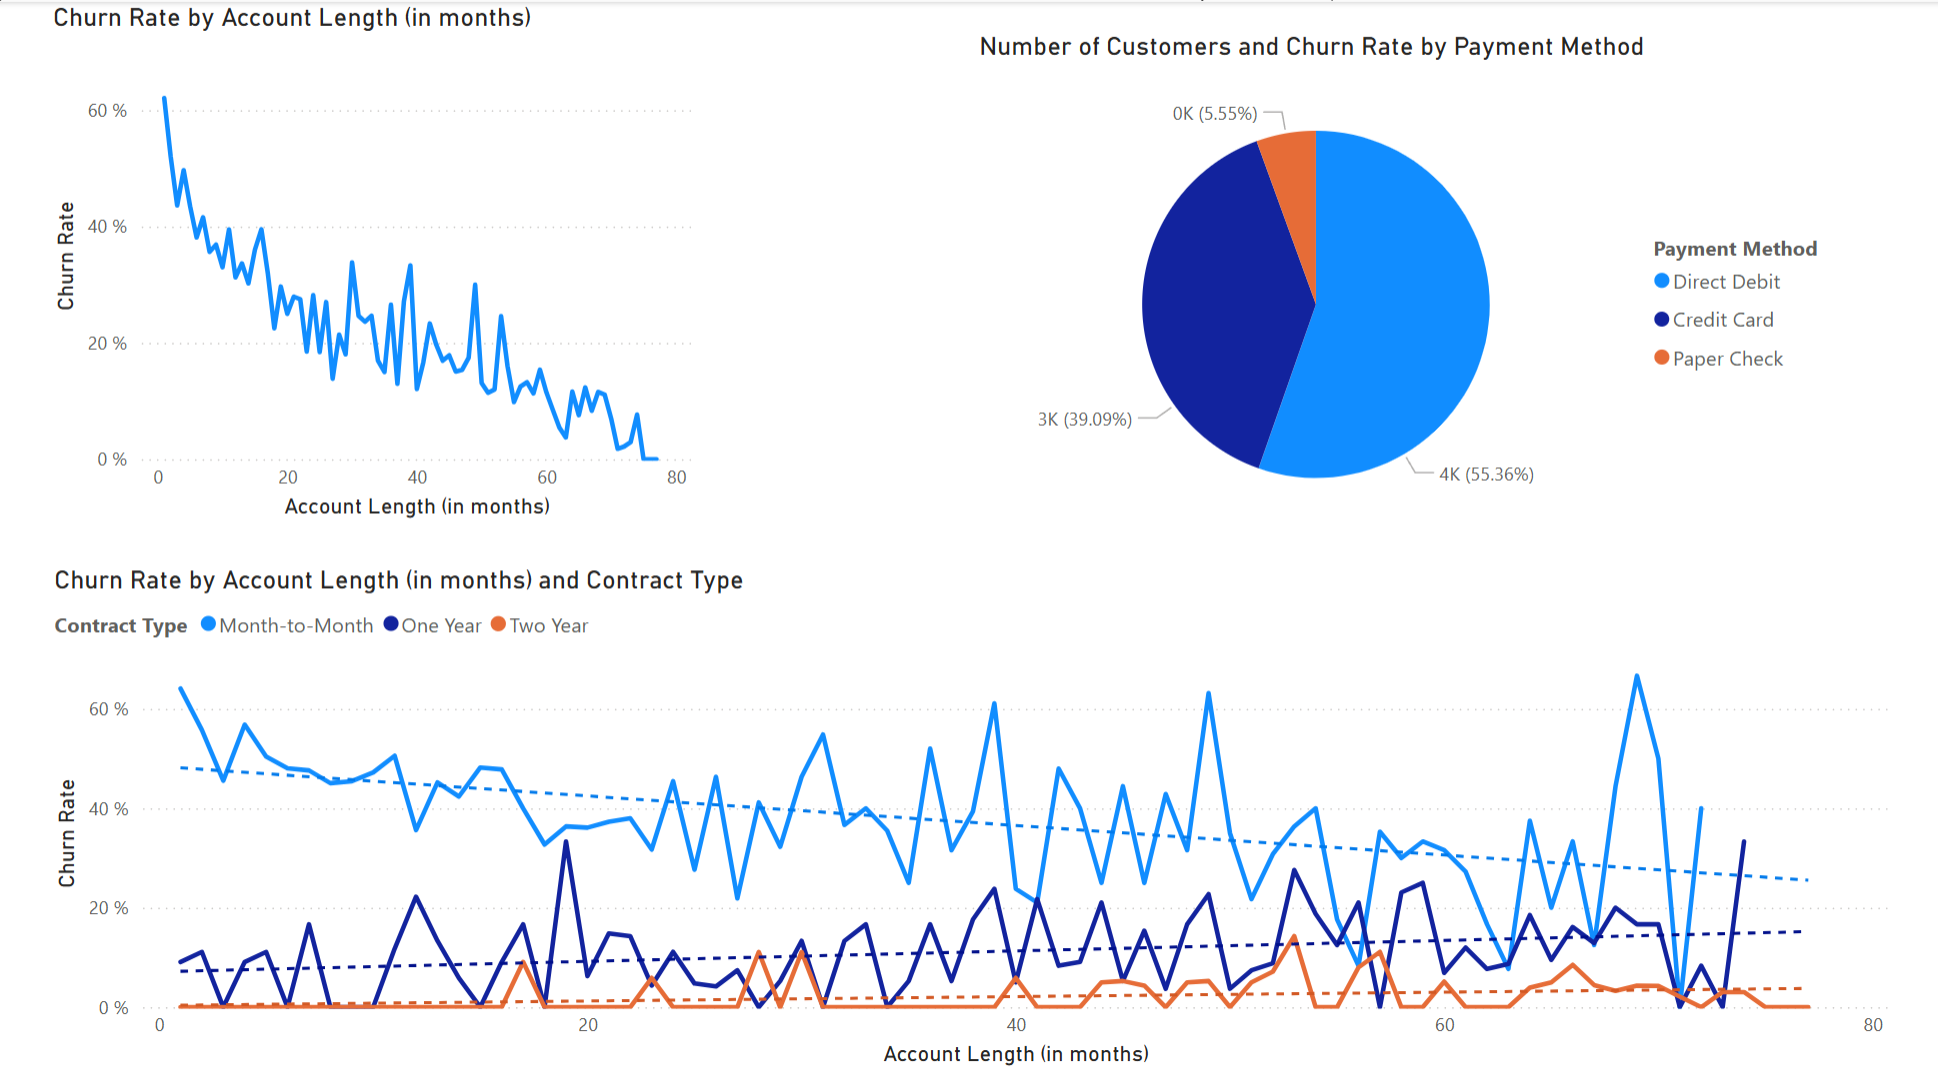 Churn Rate by Account Length (in months)
60 %
40 %
20 %
0 %
Churn Rate
0 20 40 60 80
Account Length (in months)
Number of Customers and Churn Rate by Payment Method
0K (5.55%)
3K (39.09%)
4K (55.36%)
Payment Method
Direct Debit
Credit Card
Paper Check
Churn Rate by Account Length (in months) and Contract Type
Contract Type Month-to-Month One Year Two Year
60 %
40 %
20 %
0 %
Churn Rate
0 20 40 60 80
Account Length (in months)